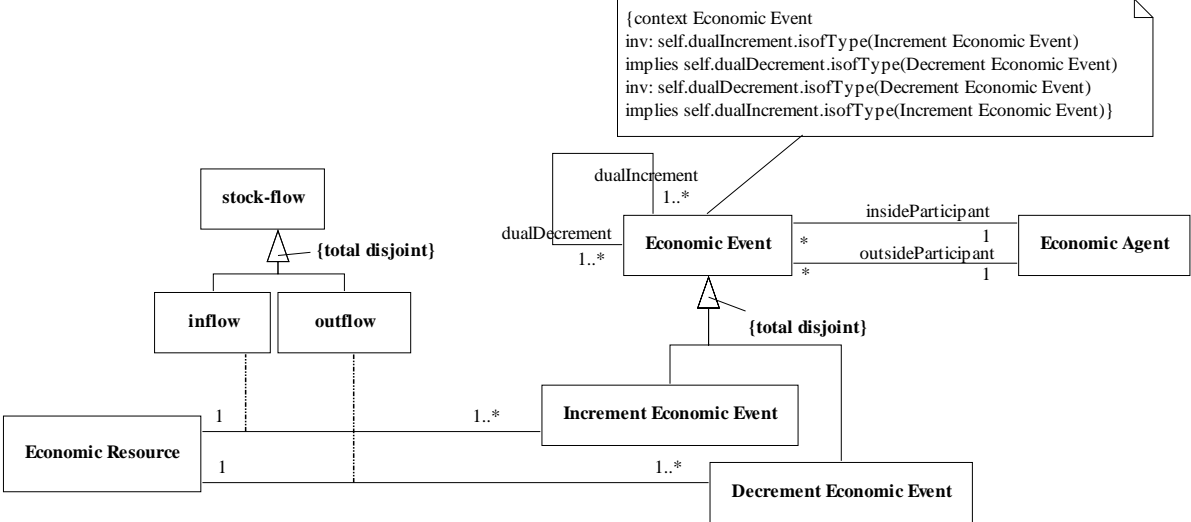 {context Economic Event
inv: self.dualIncrement.isofType(Increment Economic Event)
implies self.dualDecrement.isofType(Decrement Economic Event)
inv: self.dualDecrement.isofType(Decrement Economic Event)
implies self.dualIncrement.isofType(Increment Economic Event)}
dualIncrement
1..*
dualDecrement
1..*
Economic Event
insideParticipant
*
1
outsideParticipant
*
1
Economic Agent
stock-flow
{total disjoint}
inflow
outflow
{total disjoint}
Increment Economic Event
1
1..*
Economic Resource
1
1..*
Decrement Economic Event